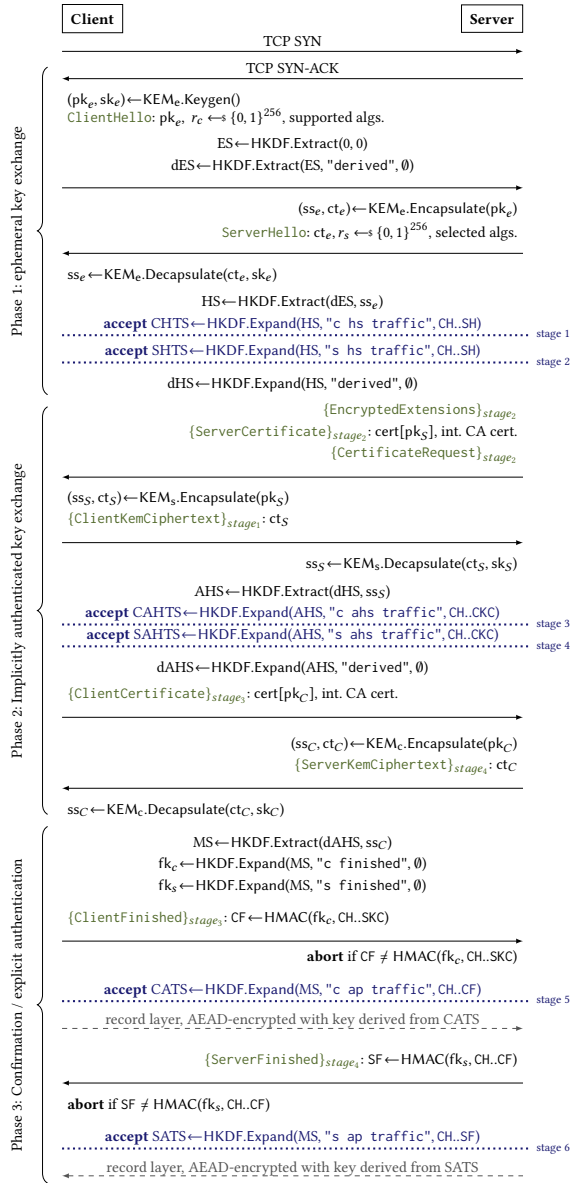 Client Server
TCP SYN
TCP SYN-ACK
Phase 1: ephemeral key exchange
(pk_e, sk_e)←KEM_e.Keygen()
ClientHello: pk_e, r_c ←$ {0, 1}^256, supported algs.
ES←HKDF.Extract(0, 0)
dES←HKDF.Extract(ES, "derived", ∅)
(ss_e, ct_e)←KEM_e.Encapsulate(pk_e)
ServerHello: ct_e, r_s ←$ {0, 1}^256, selected algs.
ss_e←KEM_e.Decapsulate(ct_e, sk_e)
HS←HKDF.Extract(dES, ss_e)
accept CHTS←HKDF.Expand(HS, "c hs traffic", CH..SH)
stage 1
accept SHTS←HKDF.Expand(HS, "s hs traffic", CH..SH)
stage 2
dHS←HKDF.Expand(HS, "derived", ∅)
Phase 2: Implicitly authenticated key exchange
{EncryptedExtensions}_stage_2
{ServerCertificate}_stage_2: cert[pk_S], int. CA cert.
{CertificateRequest}_stage_2
(ss_S, ct_S)←KEM_s.Encapsulate(pk_S)
{ClientKemCiphertext}_stage_1: ct_S
ss_S←KEM_s.Decapsulate(ct_S, sk_S)
AHS←HKDF.Extract(dHS, ss_S)
accept CAHTS←HKDF.Expand(AHS, "c ahs traffic", CH..CKC)
stage 3
accept SAHTS←HKDF.Expand(AHS, "s ahs traffic", CH..CKC)
stage 4
dAHS←HKDF.Expand(AHS, "derived", ∅)
{ClientCertificate}_stage_3: cert[pk_C], int. CA cert.
(ss_C, ct_C)←KEM_c.Encapsulate(pk_C)
{ServerKemCiphertext}_stage_4: ct_C
ss_C←KEM_c.Decapsulate(ct_C, sk_C)
Phase 3: Confirmation / explicit authentication
MS←HKDF.Extract(dAHS, ss_C)
fk_c←HKDF.Expand(MS, "c finished", ∅)
fk_s←HKDF.Expand(MS, "s finished", ∅)
{ClientFinished}_stage_3: CF←HMAC(fk_c, CH..SKC)
abort if CF ≠ HMAC(fk_c, CH..SKC)
accept CATS←HKDF.Expand(MS, "c ap traffic", CH..CF)
stage 5
record layer, AEAD-encrypted with key derived from CATS
{ServerFinished}_stage_4: SF←HMAC(fk_s, CH..CF)
abort if SF ≠ HMAC(fk_s, CH..CF)
accept SATS←HKDF.Expand(MS, "s ap traffic", CH..SF)
stage 6
record layer, AEAD-encrypted with key derived from SATS